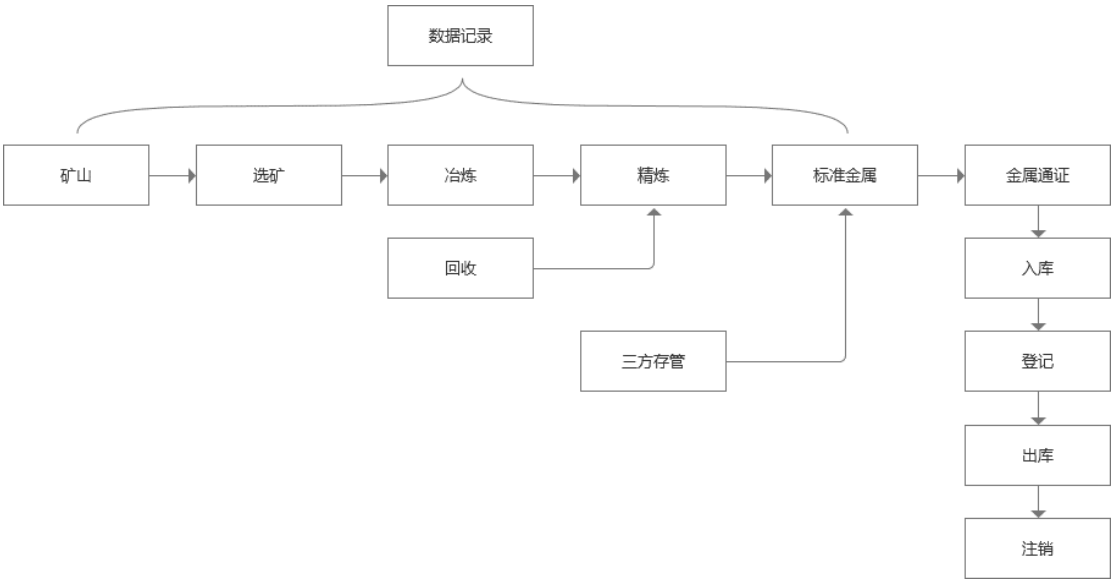 数据记录
矿山
选矿
冶炼
精炼
标准金属
金属通证
回收
入库
三方存管
登记
出库
注销